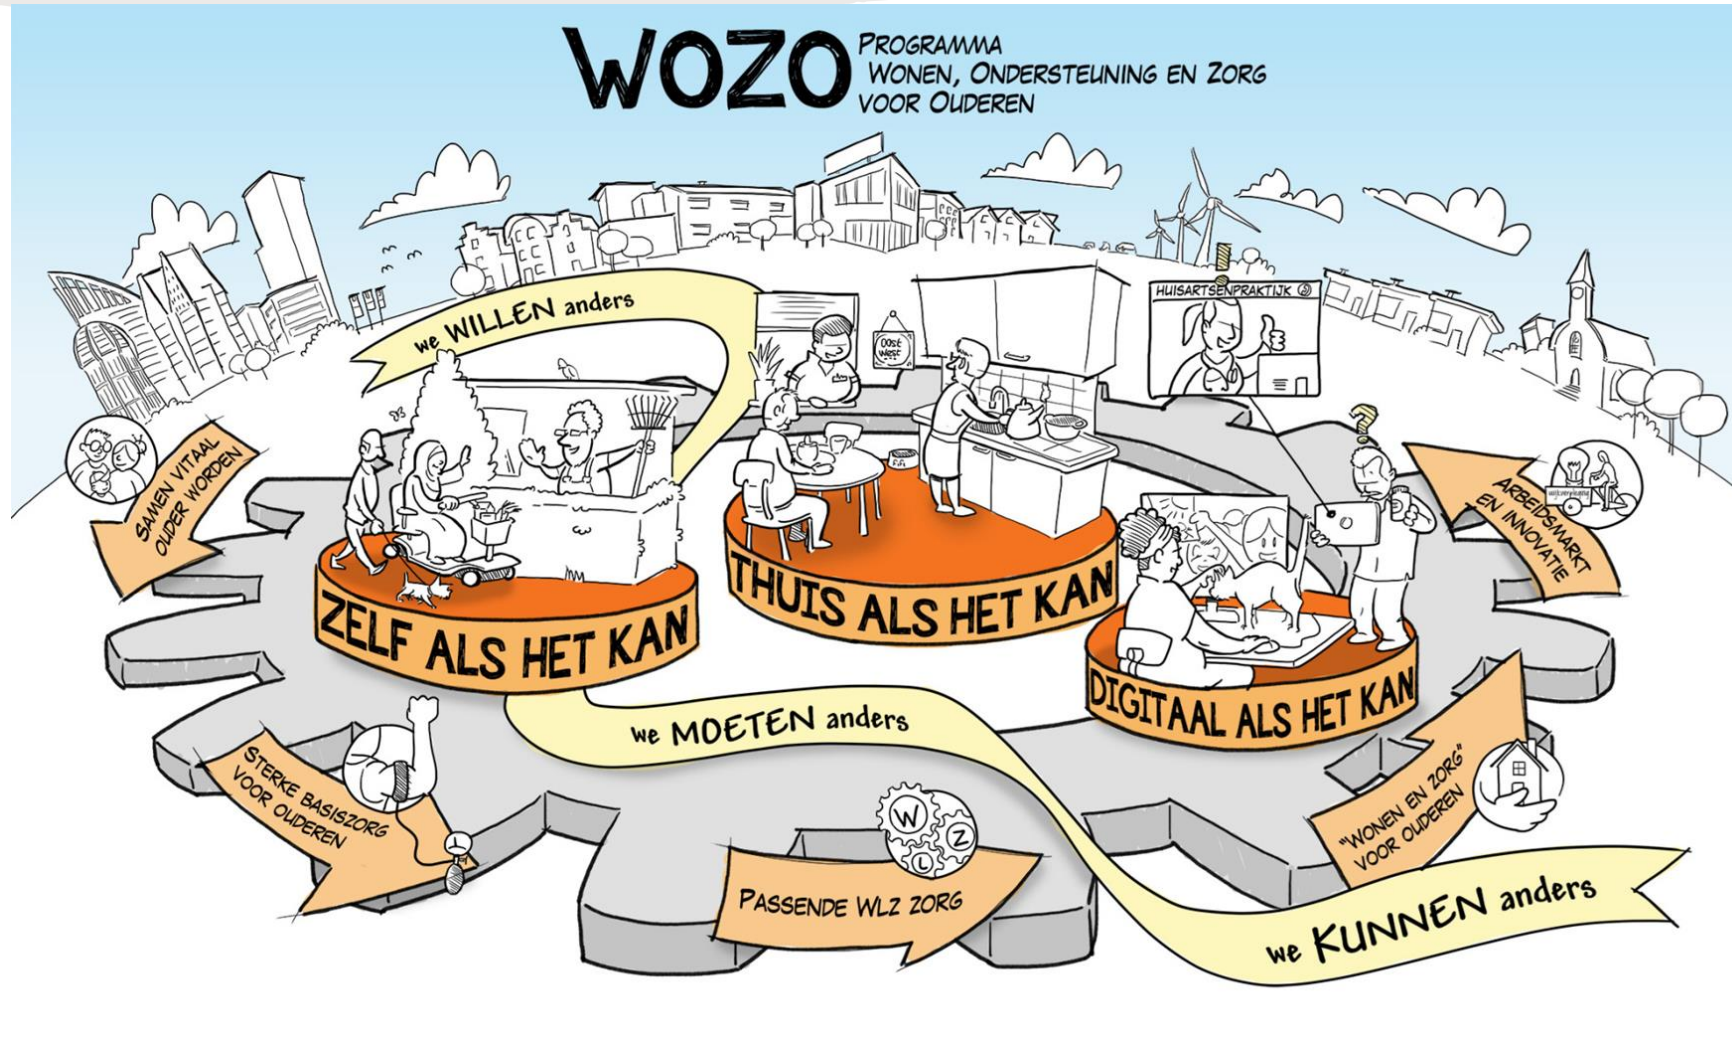 WOZO
PROGRAMMA
WONEN, ONDERSTEUNING EN ZORG
VOOR OUDEREN
we WILLEN anders
OOST
WEST
HUISARTSENPRAKTIJK
SAMEN VITAAL
OUDER WORDEN
FIFI
?
!
ARBEIDSMARKT
EN INNOVATIE
ZELF ALS HET KAN
THUIS ALS HET KAN
DIGITAAL ALS HET KAN
we MOETEN anders
STERKE BASISZORG
VOOR OUDEREN
W
L
Z
PASSENDE WLZ ZORG
"WONEN EN ZORG"
VOOR OUDEREN
we KUNNEN anders